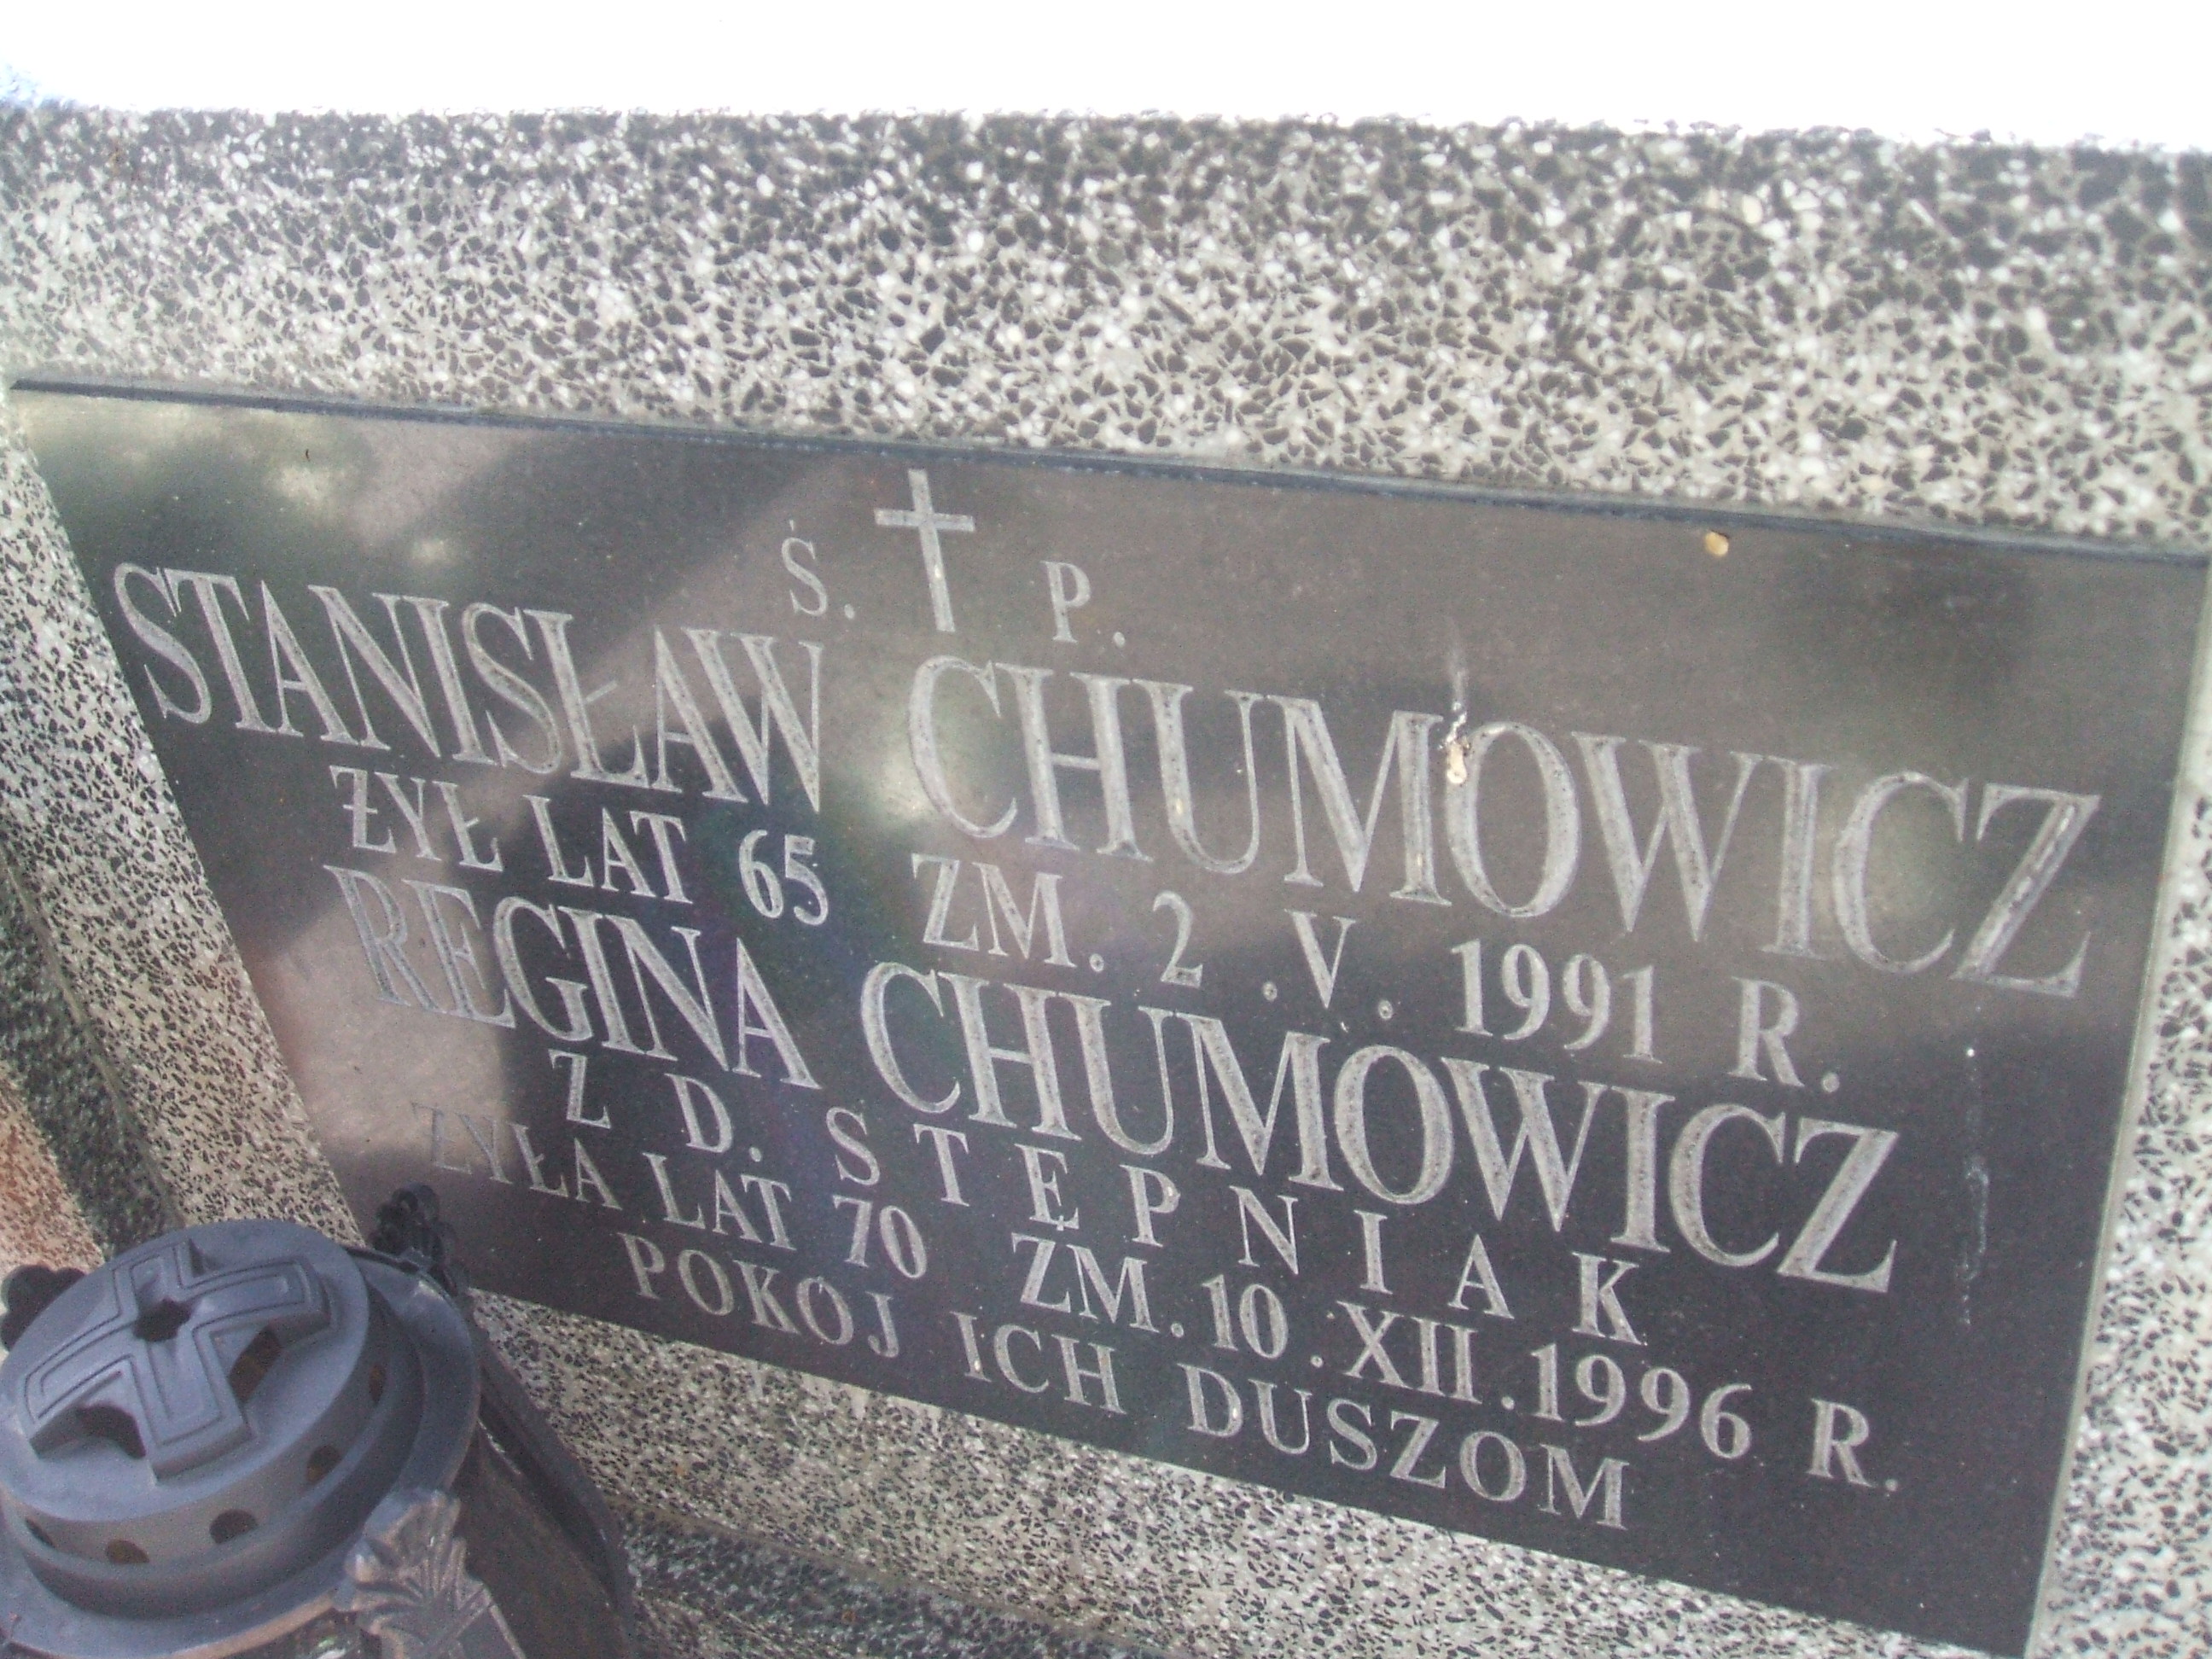 Ś. P.
STANISŁAW CHUMOWICZ
ŻYŁ LAT 65 ZM. 2.V.1991 R.
REGINA CHUMOWICZ
Z D. STĘPNIAK
ŻYŁA LAT 70 ZM. 10.XII.1996 R.
POKÓJ ICH DUSZOM